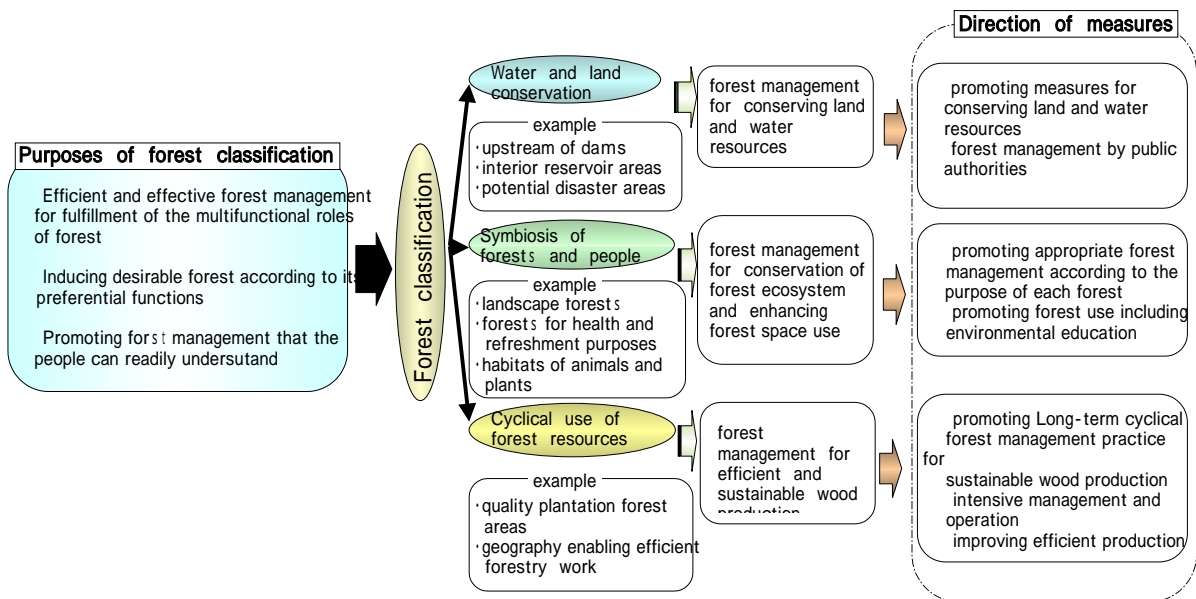 Direction of measures
Purposes of forest classification
Efficient and effective forest management
for fulfillment of the multifunctional roles
of forest
Inducing desirable forest according to its
preferential functions
Promoting forst management that the
people can readily undersutand
Forest classification
Water and land
conservation
example
・upstream of dams
・interior reservoir areas
・potential disaster areas
forest management
for conserving land
and water
resources
promoting measures for
conserving land and water
resources
forest management by public
authorities
Symbiosis of
forests and people
example
・landscape forests
・forests for health and
refreshment purposes
・habitats of animals and
plants
forest management
for conservation of
forest ecosystem
and enhancing
forest space use
promoting appropriate forest
management according to the
purpose of each forest
promoting forest use including
environmental education
Cyclical use of
forest resources
example
・quality plantation forest
areas
・geography enabling efficient
forestry work
forest
management for
efficient and
sustainable wood
production
promoting Long-term cyclical
forest management practice
for
sustainable wood production
intensive management and
operation
improving efficient production